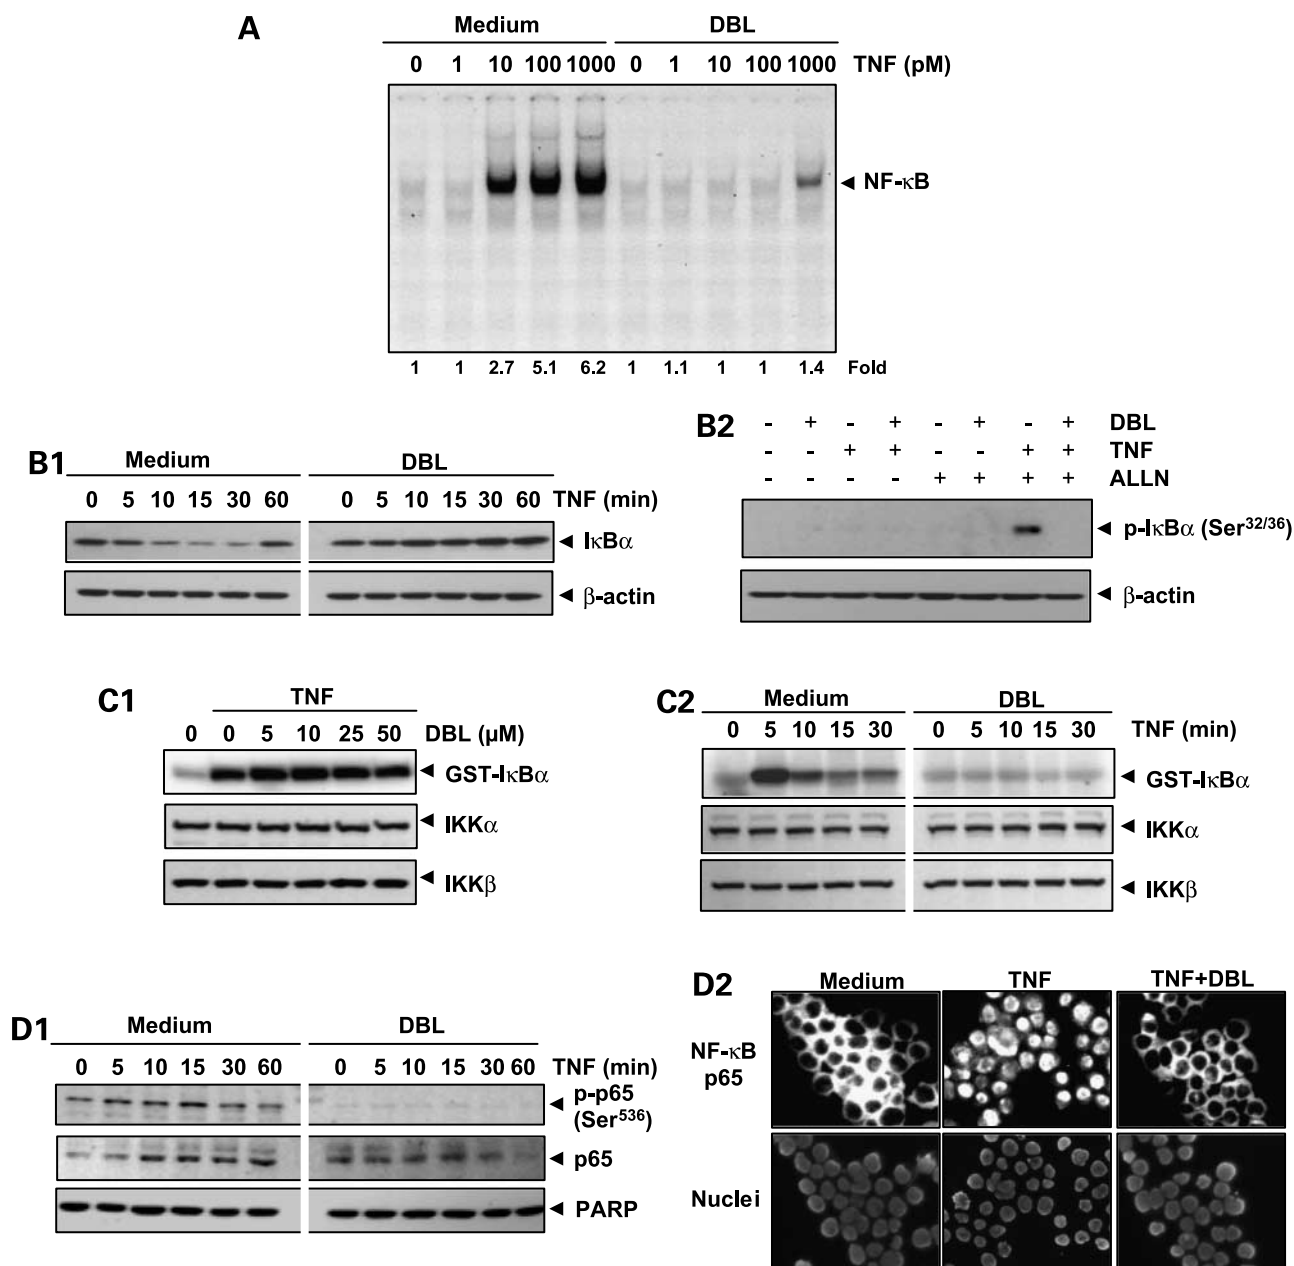 A
Medium DBL
0 1 10 100 1000 0 1 10 100 1000 TNF (pM)
NF-κB
1 1 2.7 5.1 6.2 1 1.1 1 1 1.4 Fold
B1
Medium DBL
0 5 10 15 30 60 0 5 10 15 30 60 TNF (min)
IκBα
β-actin
B2
- + - + - + - + DBL
- - + + - - + + TNF
- - - - + + + + ALLN
p-IκBα (Ser32/36)
β-actin
C1
TNF
0 0 5 10 25 50 DBL (µM)
GST-IκBα
IKKα
IKKβ
C2
Medium DBL
0 5 10 15 30 0 5 10 15 30 TNF (min)
GST-IκBα
IKKα
IKKβ
D1
Medium DBL
0 5 10 15 30 60 0 5 10 15 30 60 TNF (min)
p-p65
(Ser536)
p65
PARP
D2
Medium TNF TNF+DBL
NF-κB
p65
Nuclei